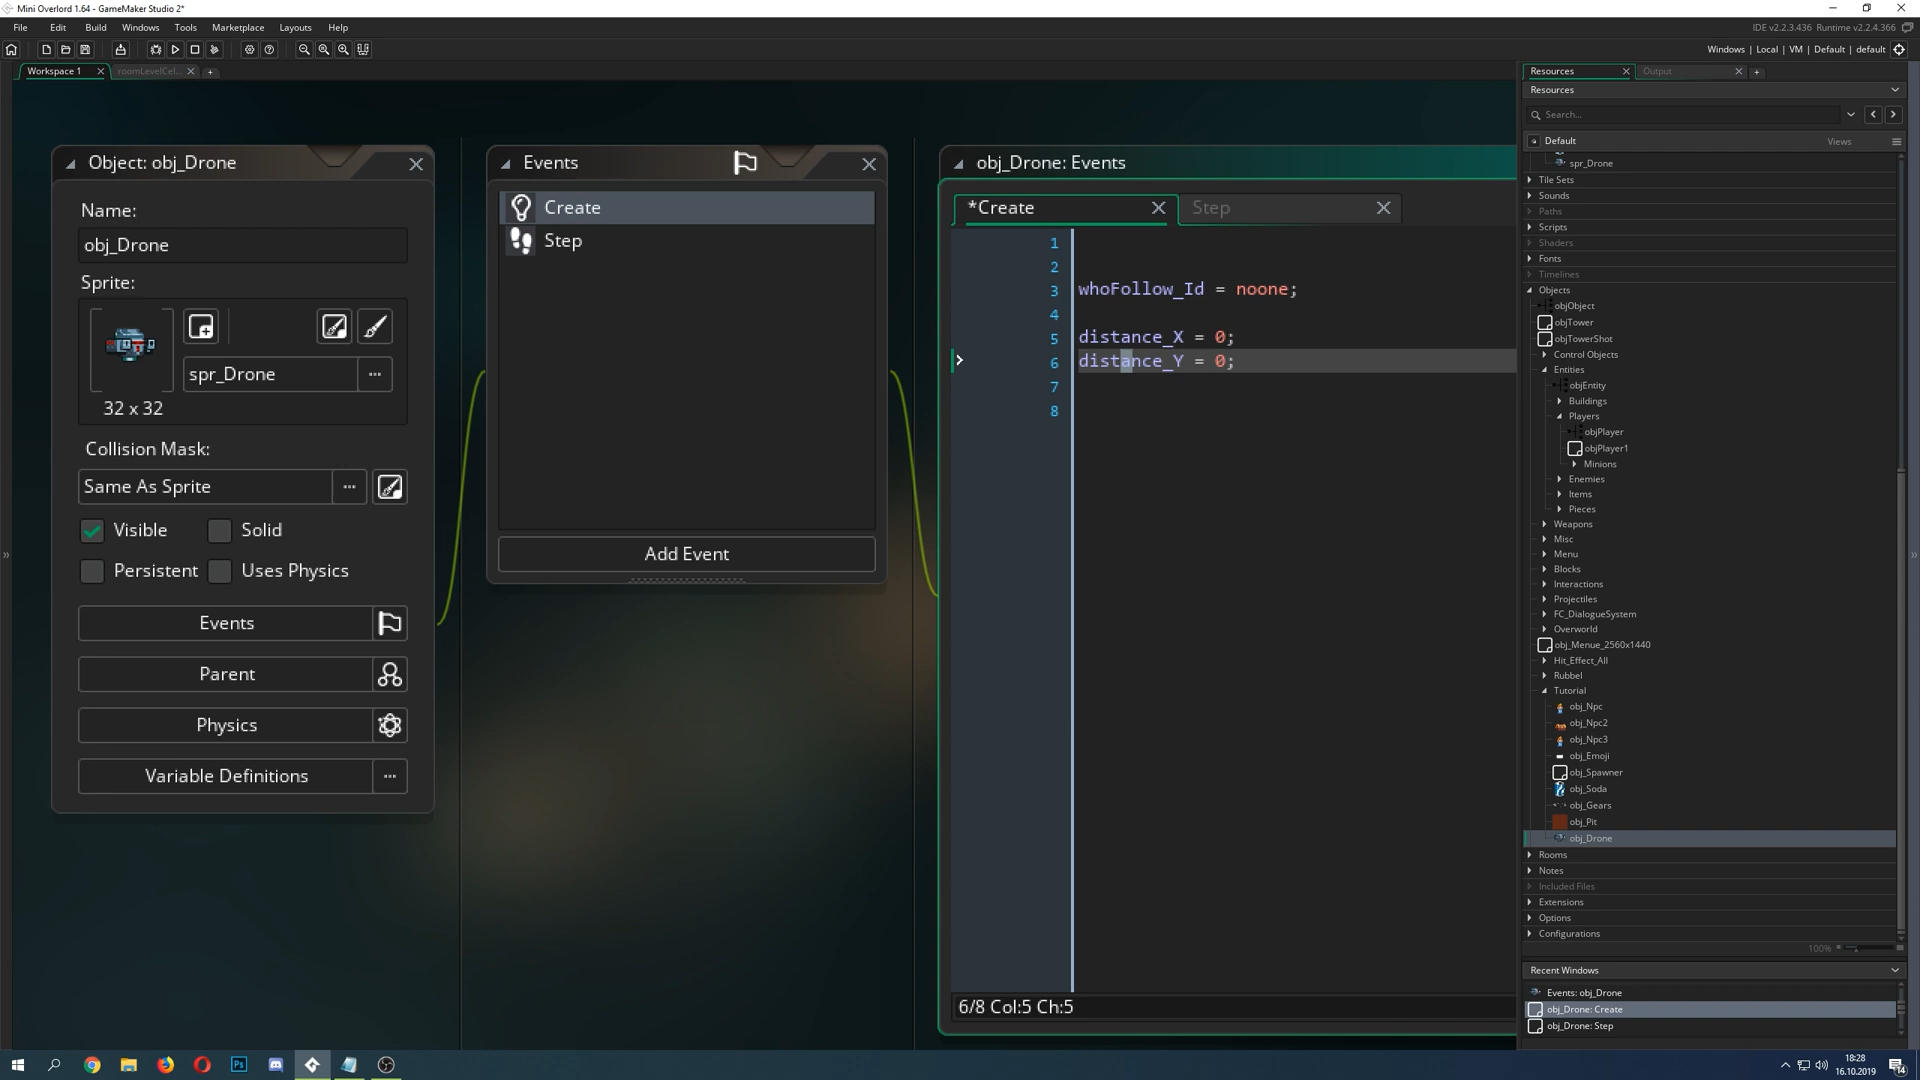 Mini Overlord 1.64 - GameMaker Studio 2*
File Edit Build Windows Tools Marketplace Layouts Help
IDE v2.2.3.436 Runtime v2.2.4.366
Windows | Local | VM | Default | default
Workspace 1
roomLevelCel...
Object: obj_Drone
Name:
obj_Drone
Sprite:
spr_Drone
...
32 x 32
Collision Mask:
Same As Sprite
...
Visible
Solid
Persistent
Uses Physics
Events
Parent
Physics
Variable Definitions
...
Events
Create
Step
Add Event
obj_Drone: Events
*Create
Step
1
2
3 whoFollow_Id = noone;
4
5 distance_X = 0;
6 distance_Y = 0;
7
8
6/8 Col:5 Ch:5
Resources
Output
Resources
Search...
Default
Views
spr_Drone
Tile Sets
Sounds
Paths
Scripts
Shaders
Fonts
Timelines
Objects
objObject
objTower
objTowerShot
Control Objects
Entities
objEntity
Buildings
Players
objPlayer
objPlayer1
Minions
Enemies
Items
Pieces
Weapons
Misc
Menu
Blocks
Interactions
Projectiles
FC_DialogueSystem
Overworld
obj_Menue_2560x1440
Hit_Effect_All
Rubbel
Tutorial
obj_Npc
obj_Npc2
obj_Npc3
obj_Emoji
obj_Spawner
obj_Soda
obj_Gears
obj_Pit
obj_Drone
Rooms
Notes
Included Files
Extensions
Options
Configurations
100%
Recent Windows
Events: obj_Drone
obj_Drone: Create
obj_Drone: Step
Ps
18:28
16.10.2019
14